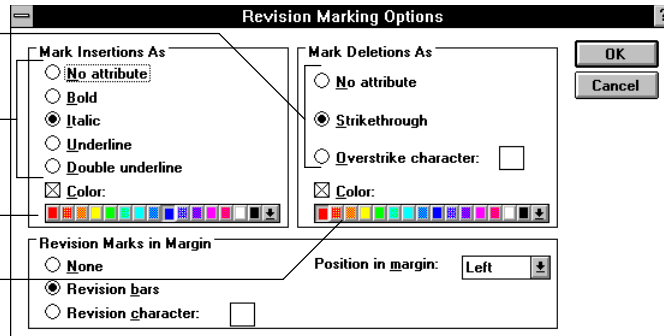 Revision Marking Options
?
Mark Insertions As
No attribute
Bold
Italic
Underline
Double underline
Color:
Mark Deletions As
No attribute
Strikethrough
Overstrike character:
Color:
OK
Cancel
Revision Marks in Margin
None
Revision bars
Revision character:
Position in margin:
Left